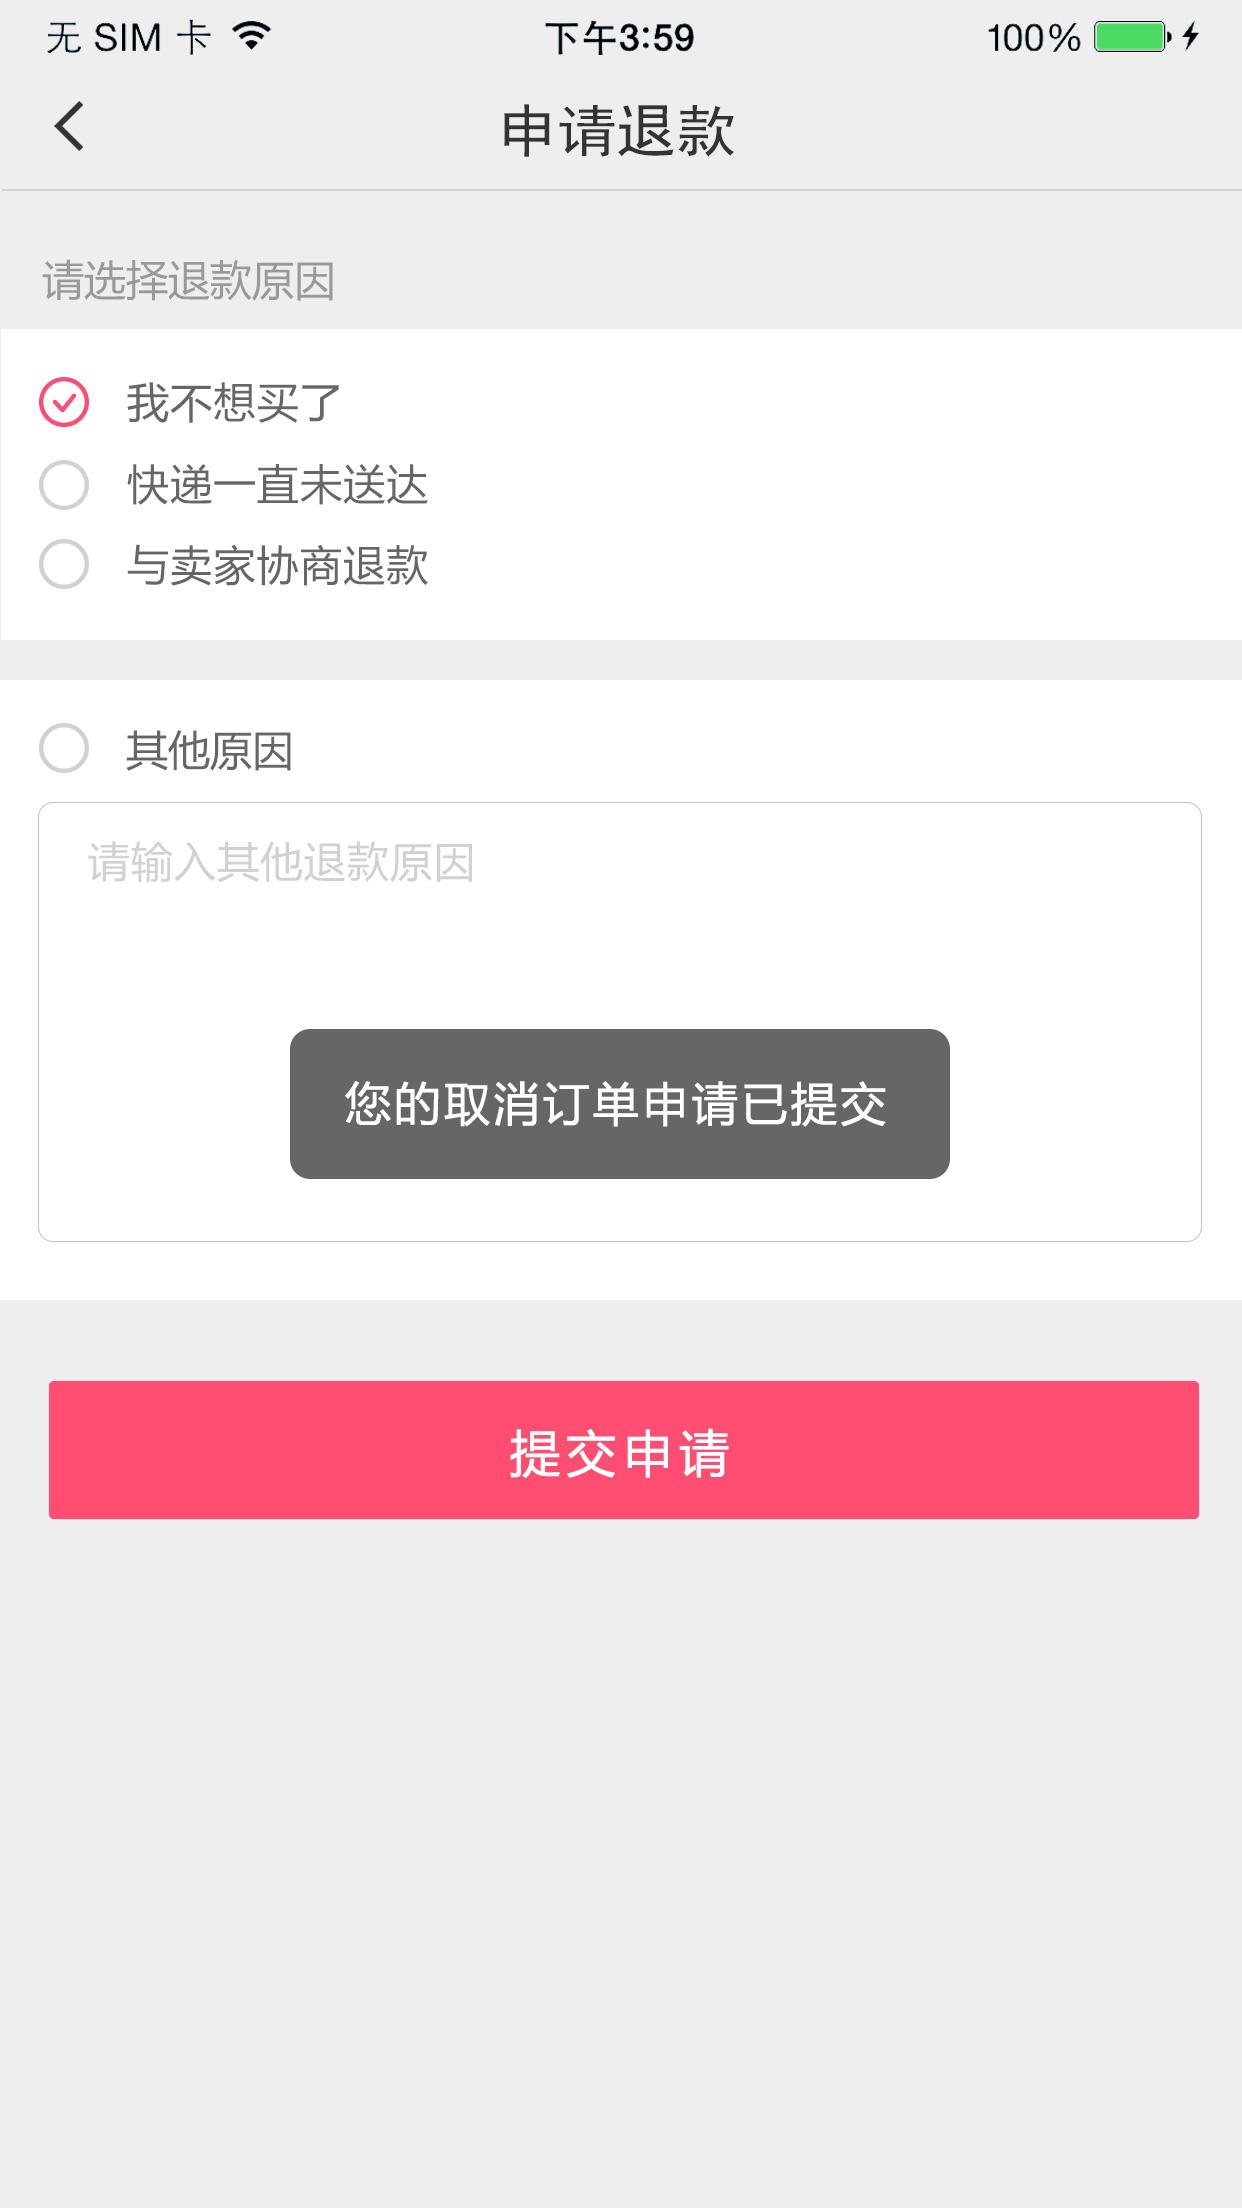 无 SIM 卡 下午3:59 100%
申请退款
请选择退款原因
我不想买了
快递一直未送达
与卖家协商退款
其他原因
请输入其他退款原因
您的取消订单申请已提交
提交申请